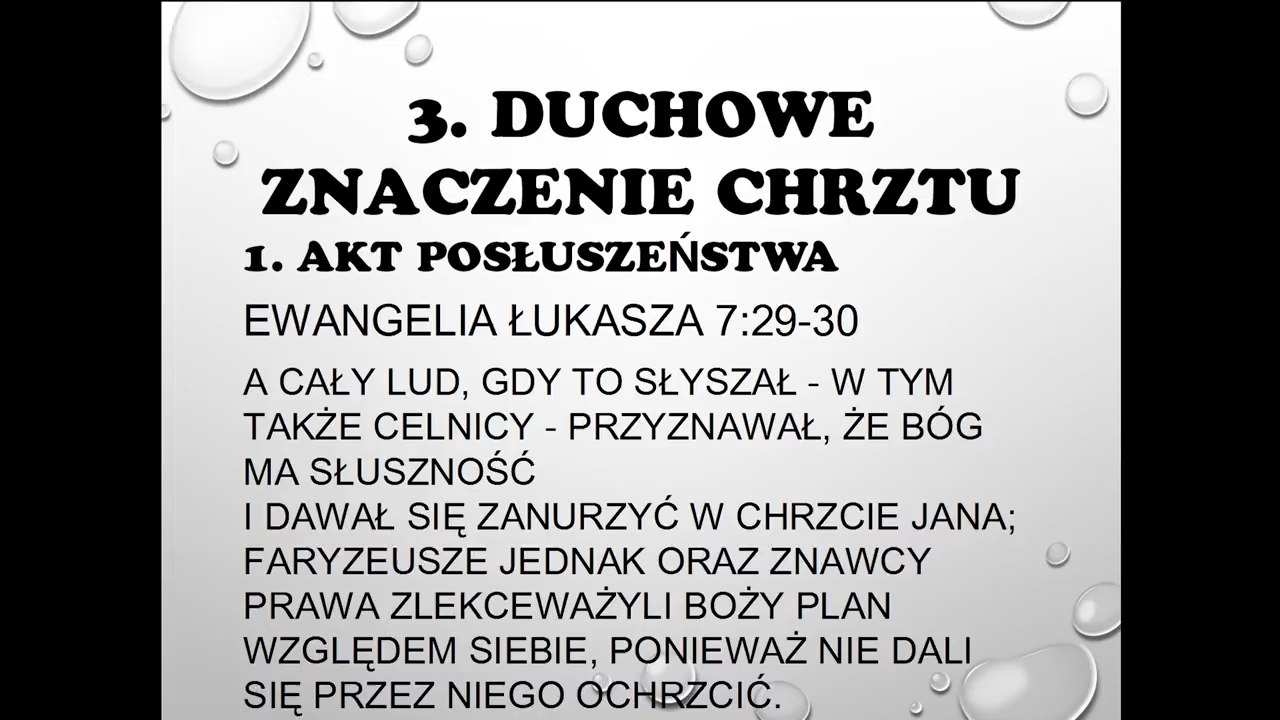 3. DUCHOWE
ZNACZENIE CHRZTU
1. AKT POSŁUSZEŃSTWA
EWANGELIA ŁUKASZA 7:29-30
A CAŁY LUD, GDY TO SŁYSZAŁ - W TYM
TAKŻE CELNICY - PRZYZNAWAŁ, ŻE BÓG
MA SŁUSZNOŚĆ
I DAWAŁ SIĘ ZANURZYĆ W CHRZCIE JANA;
FARYZEUSZE JEDNAK ORAZ ZNAWCY
PRAWA ZLEKCEWAŻYLI BOŻY PLAN
WZGLĘDEM SIEBIE, PONIEWAŻ NIE DALI
SIĘ PRZEZ NIEGO OCHRZCIĆ.